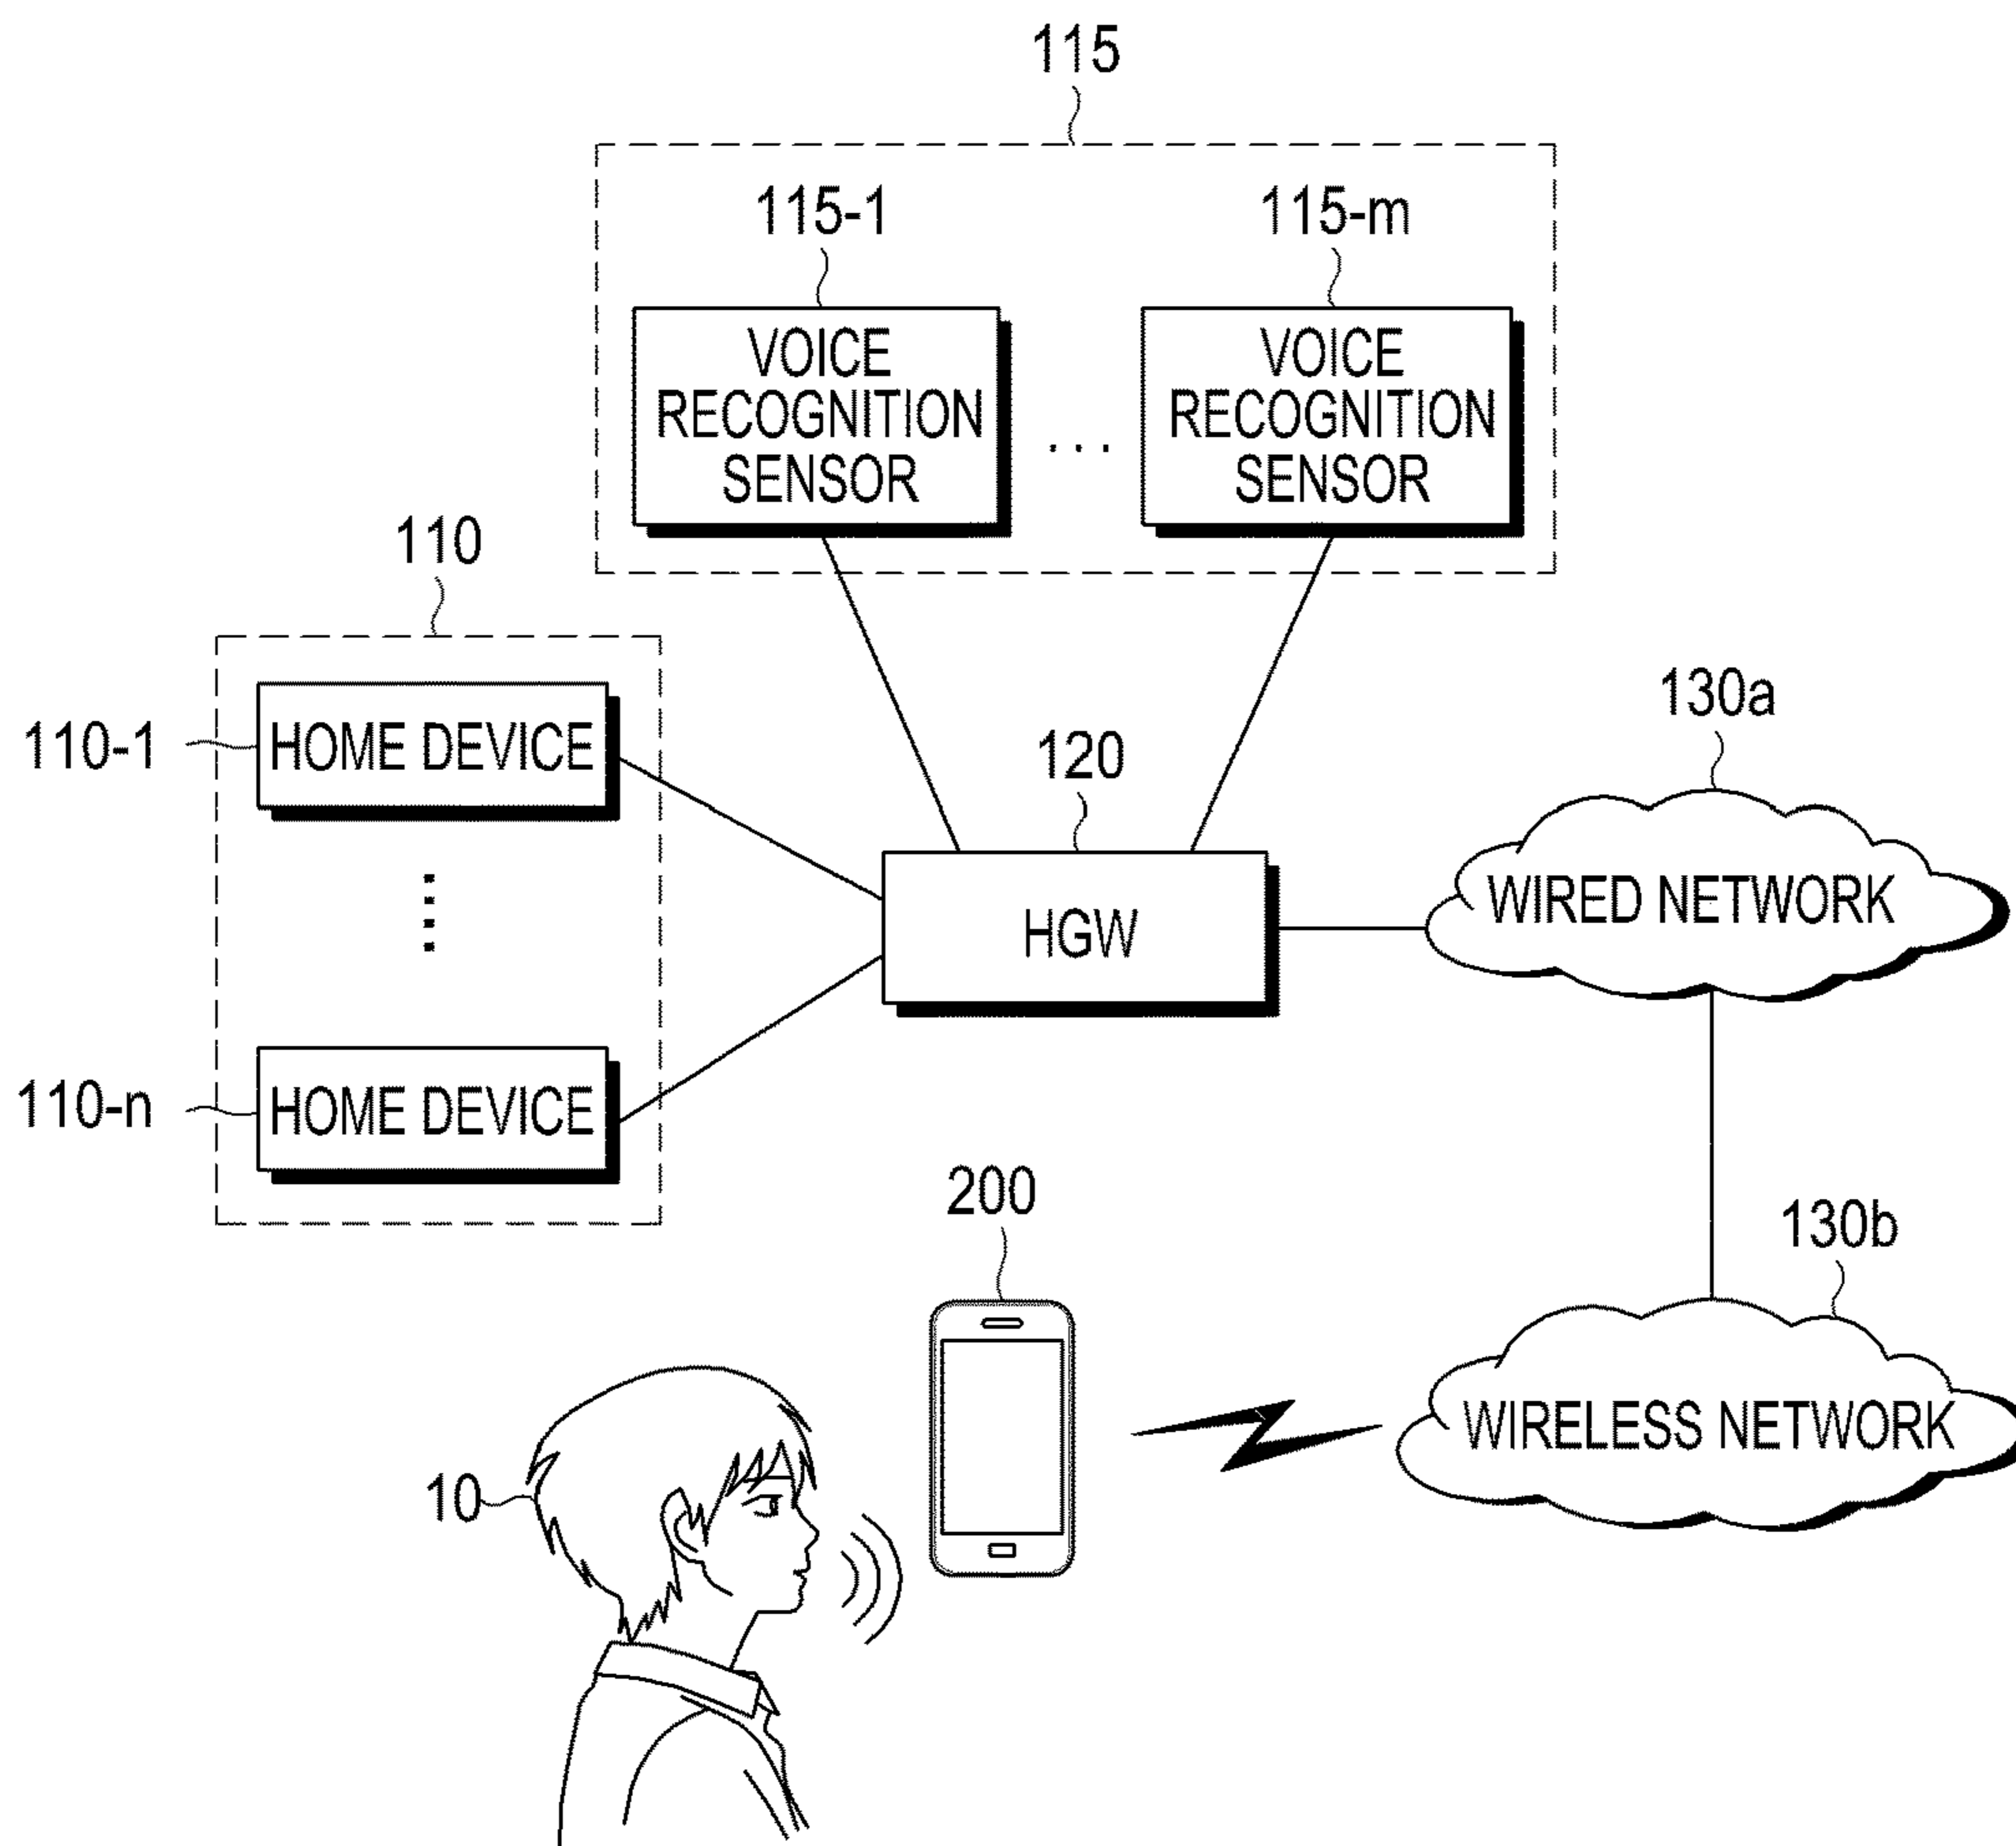 115
115-1
115-m
VOICE
RECOGNITION
SENSOR
...
VOICE
RECOGNITION
SENSOR
110
110-1
HOME DEVICE
110-n
HOME DEVICE
120
HGW
130a
WIRED NETWORK
200
130b
WIRELESS NETWORK
10